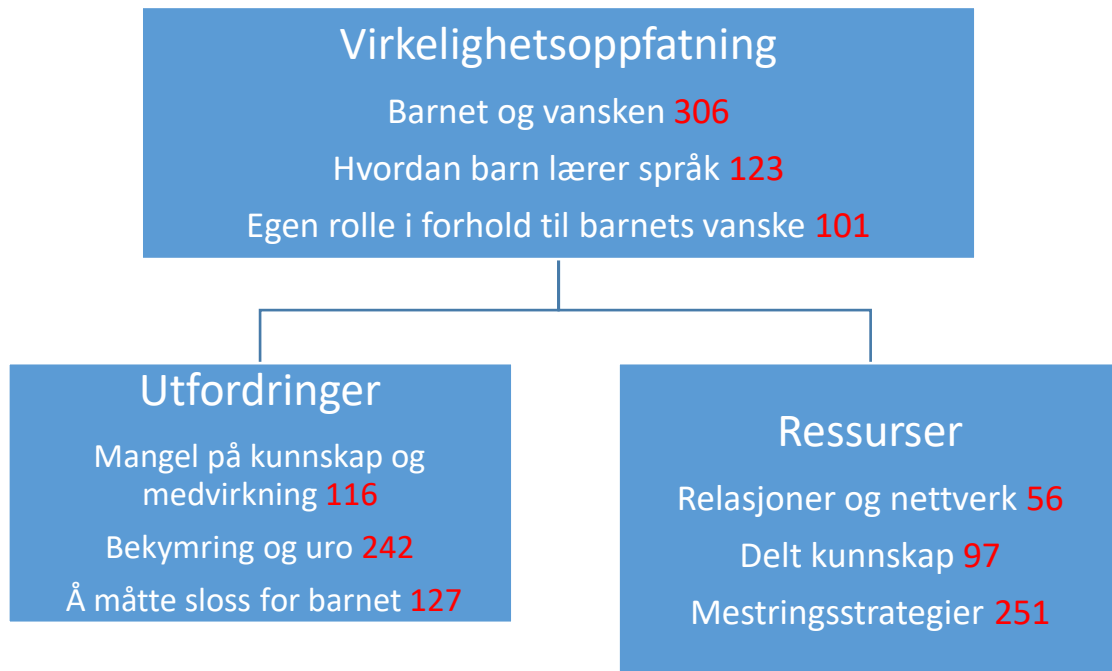 Virkelighetsoppfatning
Barnet og vansken 306
Hvordan barn lærer språk 123
Egen rolle i forhold til barnets vanske 101
Utfordringer
Mangel på kunnskap og
medvirkning 116
Bekymring og uro 242
Å måtte sloss for barnet 127
Ressurser
Relasjoner og nettverk 56
Delt kunnskap 97
Mestringsstrategier 251